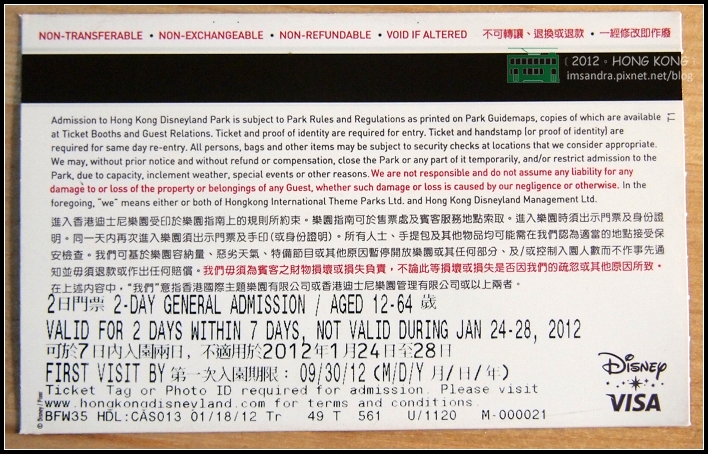 NON-TRANSFERABLE • NON-EXCHANGEABLE • NON-REFUNDABLE • VOID IF ALTERED 不可轉讓、退換或退款 • 一經修改即作廢
( 2012 。 HONG KONG )
imsandra.pixnet.net/blog
Admission to Hong Kong Disneyland Park is subject to Park Rules and Regulations as printed on Park Guidemaps, copies of which are available
at Ticket Booths and Guest Relations. Ticket and proof of identity are required for entry. Ticket and handstamp (or proof of identity) are
required for same day re-entry. All persons, bags and other items may be subject to security checks at locations that we consider appropriate.
We may, without prior notice and without refund or compensation, close the Park or any part of it temporarily, and/or restrict admission to the
Park, due to capacity, inclement weather, special events or other reasons. We are not responsible and do not assume any liability for any
damage to or loss of the property or belongings of any Guest, whether such damage or loss is caused by our negligence or otherwise. In the
foregoing, "we" means either or both of Hongkong International Theme Parks Ltd. and Hong Kong Disneyland Management Ltd.
T1
進入香港迪士尼樂園受印於樂園指南上的規則所約束。樂園指南可於售票處及賓客服務地點索取。進入樂園時須出示門票及身份證
明。同一天內再次進入樂園須出示門票及手印(或身份證明)。所有人士、手提包及其他物品均可能需在我們認為適當的地點接受保
安檢查。我們可基於樂園容納量、惡劣天氣、特備節目或其他原因暫停開放樂園或其任何部分、及/或控制入園人數而不作事先通
知並毋須退款或作出任何賠償。我們毋須為賓客之財物損壞或損失負責，不論此等損壞或損失是否因我們的疏忽或其他原因所致。
在上述內容中，"我們"意指香港國際主題樂園有限公司或香港迪士尼樂園管理有限公司或以上兩者。
2日門票 2-DAY GENERAL ADMISSION / AGED 12-64 歲
VALID FOR 2 DAYS WITHIN 7 DAYS, NOT VALID DURING JAN 24-28, 2012
可於7日內入園兩日，不適用於2012年1月24日至28日
FIRST VISIT BY 第一次入園期限： 09/30/12 (M/D/Y 月/日/年)
Ticket Tag or Photo ID required for admission. Please visit
www.hongkongdisneyland.com for terms and conditions.
BFW35 HDL:CAS013 01/18/12 Tr 49 T 561 U/1120 M-000021
Disney
VISA
© Disney / Pixar